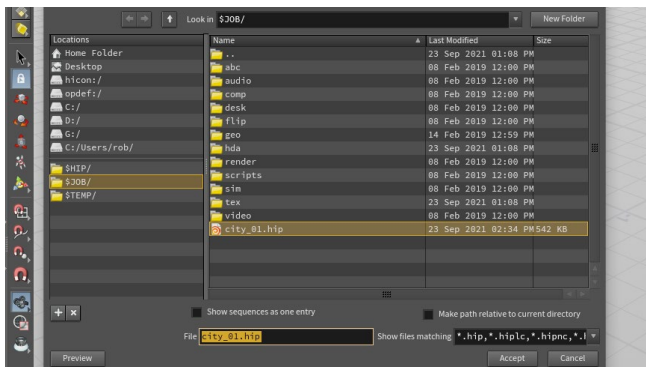 Look in $JOB/ New Folder
Locations
Home Folder
Desktop
hicon:/
opdef:/
C:/
D:/
G:/
C:/Users/rob/
$HIP/
$JOB/
$TEMP/
Name Last Modified Size
.. 23 Sep 2021 01:08 PM
abc 08 Feb 2019 12:00 PM
audio 08 Feb 2019 12:00 PM
comp 08 Feb 2019 12:00 PM
desk 08 Feb 2019 12:00 PM
flip 08 Feb 2019 12:00 PM
geo 14 Feb 2019 12:59 PM
hda 23 Sep 2021 01:08 PM
render 08 Feb 2019 12:00 PM
scripts 08 Feb 2019 12:00 PM
sim 08 Feb 2019 12:00 PM
tex 23 Sep 2021 01:08 PM
video 08 Feb 2019 12:00 PM
city_01.hip 23 Sep 2021 02:34 PM 542 KB
Show sequences as one entry Make path relative to current directory
File city_01.hip Show files matching *.hip,*.hiplc,*.hipnc,*.
Preview Accept Cancel